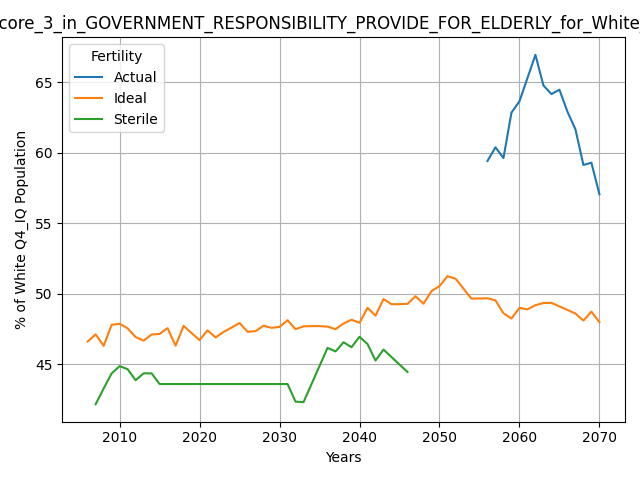 core_3_in_GOVERNMENT_RESPONSIBILITY_PROVIDE_FOR_ELDERLY_for_White_
Fertility
Actual
Ideal
Sterile
% of White Q4_IQ Population
65
60
55
50
45
2010 2020 2030 2040 2050 2060 2070
Years